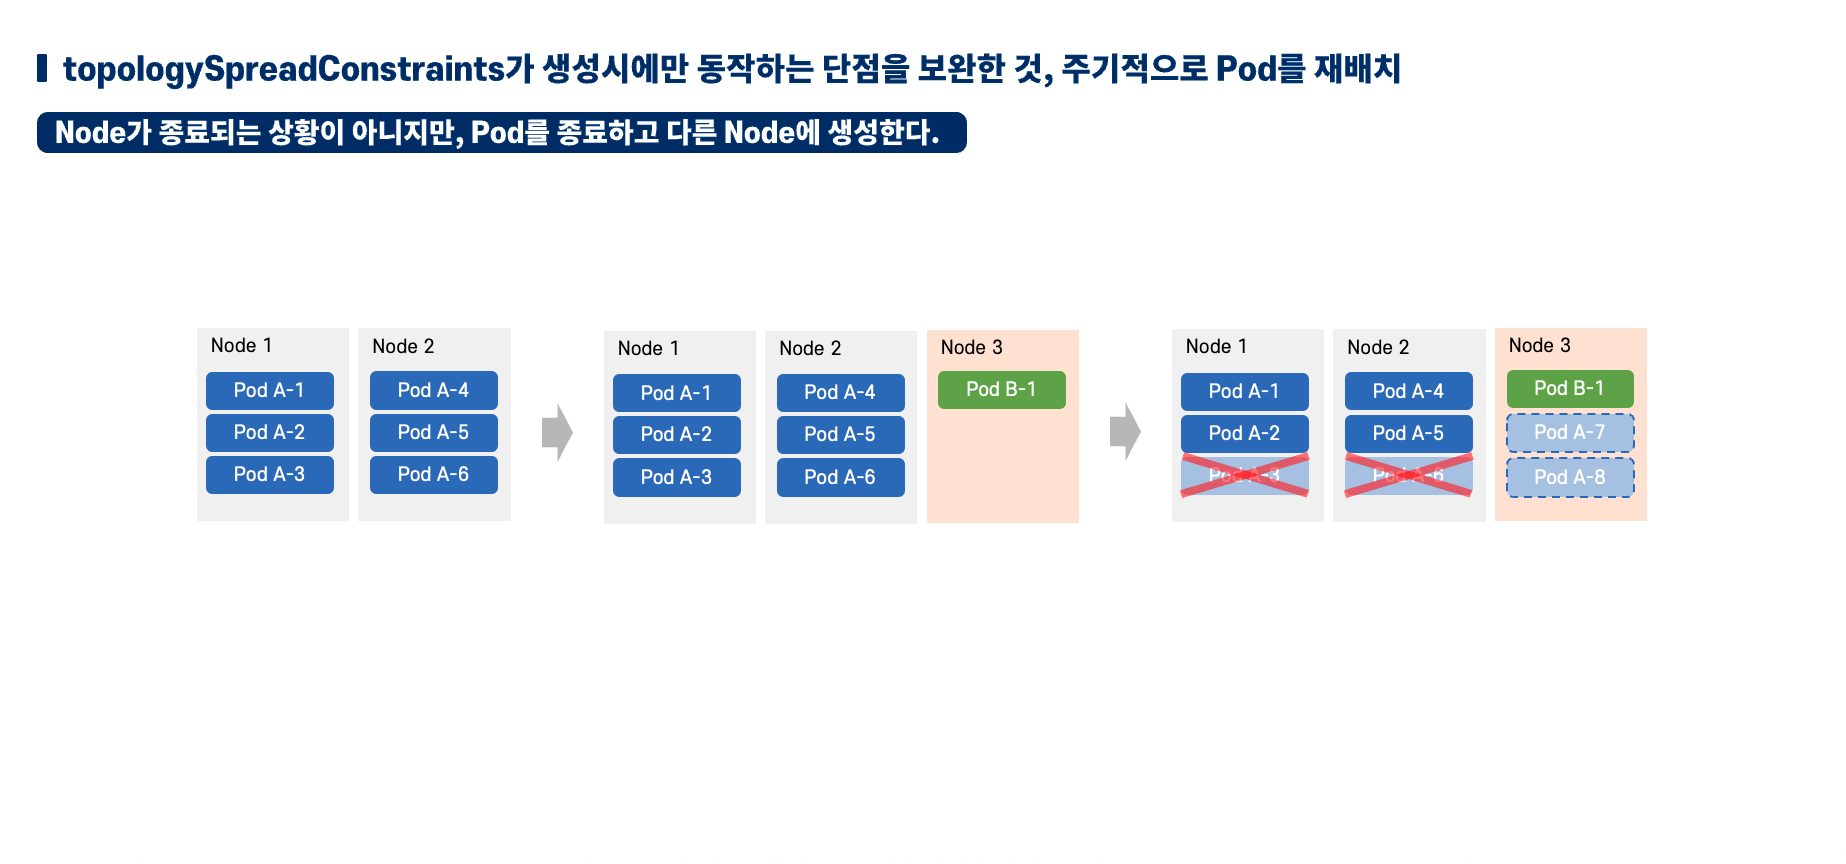 topologySpreadConstraints가 생성시에만 동작하는 단점을 보완한 것, 주기적으로 Pod를 재배치
Node가 종료되는 상황이 아니지만, Pod를 종료하고 다른 Node에 생성한다.
Node 1
Pod A-1
Pod A-2
Pod A-3
Node 2
Pod A-4
Pod A-5
Pod A-6
Node 1
Pod A-1
Pod A-2
Pod A-3
Node 2
Pod A-4
Pod A-5
Pod A-6
Node 3
Pod B-1
Node 1
Pod A-1
Pod A-2
Pod A-3
Node 2
Pod A-4
Pod A-5
Pod A-6
Node 3
Pod B-1
Pod A-7
Pod A-8